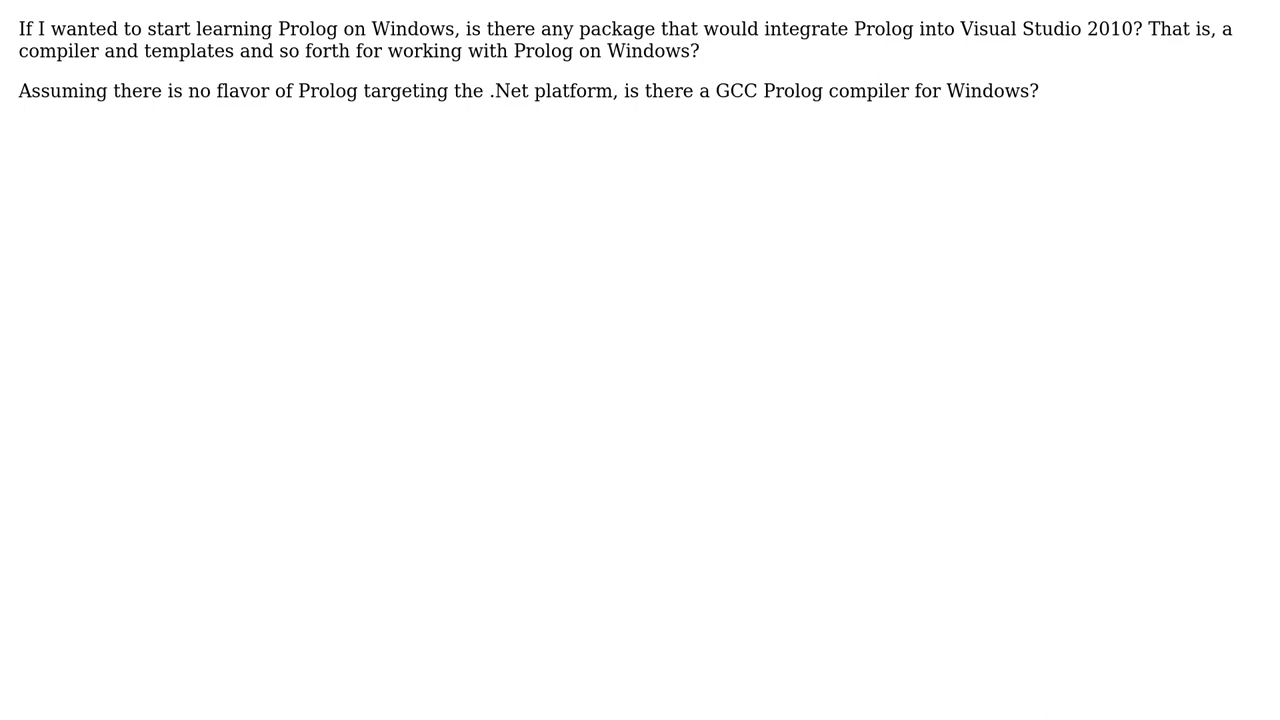 If I wanted to start learning Prolog on Windows, is there any package that would integrate Prolog into Visual Studio 2010? That is, a
compiler and templates and so forth for working with Prolog on Windows?
Assuming there is no flavor of Prolog targeting the .Net platform, is there a GCC Prolog compiler for Windows?